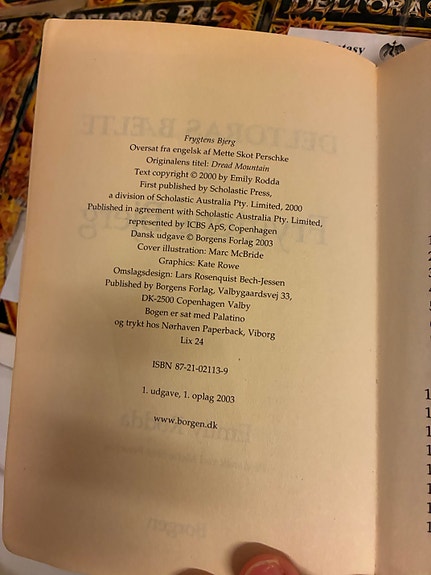 DELTORAS BÆL
DELTORAS BÆL
Frygtens Bjerg
Oversat fra engelsk af Mette Skot Perschke
Originalens titel: Dread Mountain
Text copyright © 2000 by Emily Rodda
First published by Scholastic Press,
a division of Scholastic Australia Pty. Limited, 2000
Published in agreement with Scholastic Australia Pty. Limited,
represented by ICBS ApS, Copenhagen
Dansk udgave © Borgens Forlag 2003
Cover illustration: Marc McBride
Graphics: Kate Rowe
Omslagsdesign: Lars Rosenquist Bech-Jessen
Published by Borgens Forlag, Valbygaardsvej 33,
DK-2500 Copenhagen Valby
Bogen er sat med Palatino
og trykt hos Nørhaven Paperback, Viborg
Lix 24
ISBN 87-21-02113-9
1. udgave, 1. oplag 2003
www.borgen.dk